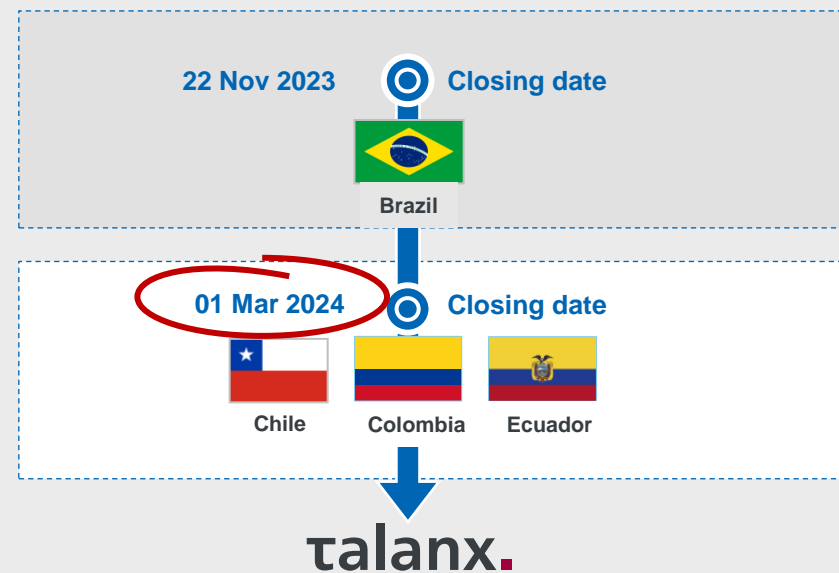 22 Nov 2023 Closing date
Brazil
01 Mar 2024 Closing date
Chile Colombia Ecuador
talanx.